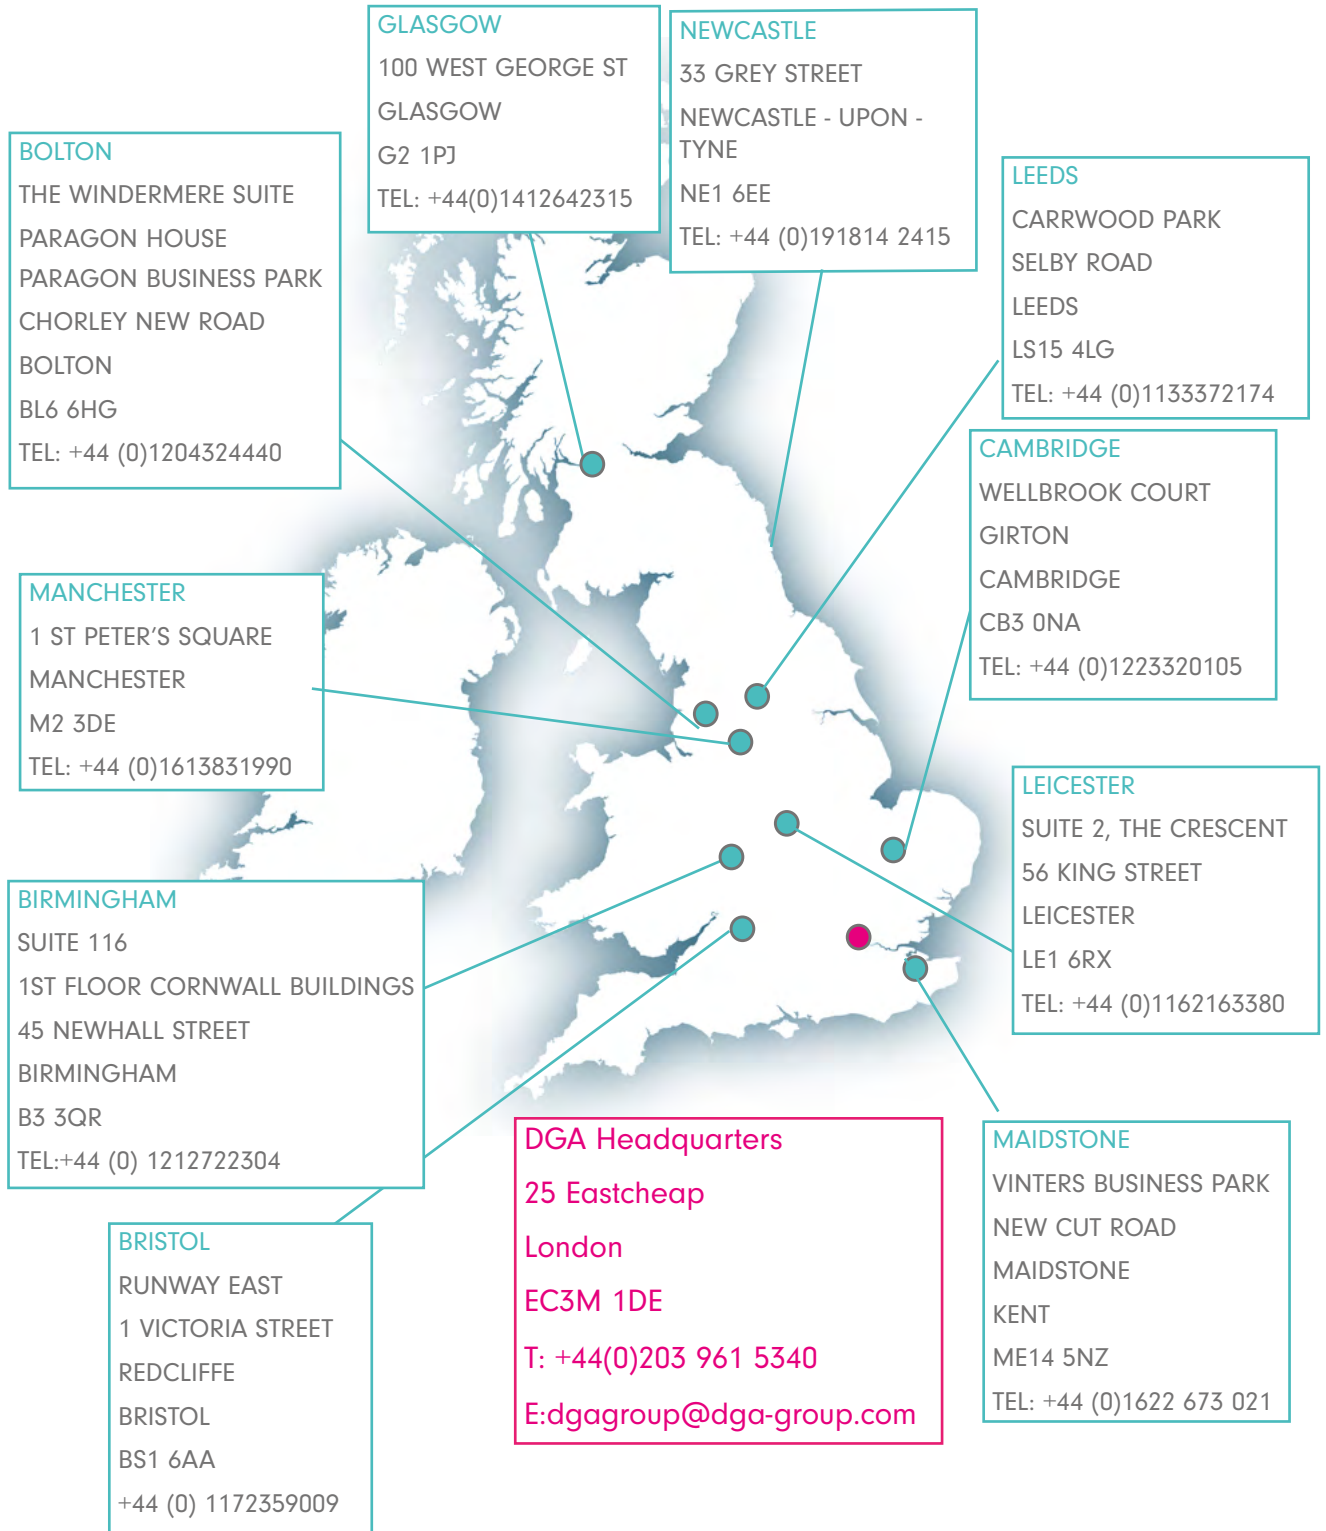 GLASGOW
100 WEST GEORGE ST
GLASGOW
G2 1PJ
TEL: +44(0)1412642315
NEWCASTLE
33 GREY STREET
NEWCASTLE - UPON -
TYNE
NE1 6EE
TEL: +44 (0)191814 2415
BOLTON
THE WINDERMERE SUITE
PARAGON HOUSE
PARAGON BUSINESS PARK
CHORLEY NEW ROAD
BOLTON
BL6 6HG
TEL: +44 (0)1204324440
LEEDS
CARRWOOD PARK
SELBY ROAD
LEEDS
LS15 4LG
TEL: +44 (0)1133372174
CAMBRIDGE
WELLBROOK COURT
GIRTON
CAMBRIDGE
CB3 0NA
TEL: +44 (0)1223320105
MANCHESTER
1 ST PETER’S SQUARE
MANCHESTER
M2 3DE
TEL: +44 (0)1613831990
LEICESTER
SUITE 2, THE CRESCENT
56 KING STREET
LEICESTER
LE1 6RX
TEL: +44 (0)1162163380
BIRMINGHAM
SUITE 116
1ST FLOOR CORNWALL BUILDINGS
45 NEWHALL STREET
BIRMINGHAM
B3 3QR
TEL:+44 (0) 1212722304
DGA Headquarters
25 Eastcheap
London
EC3M 1DE
T: +44(0)203 961 5340
E:dgagroup@dga-group.com
MAIDSTONE
VINTERS BUSINESS PARK
NEW CUT ROAD
MAIDSTONE
KENT
ME14 5NZ
TEL: +44 (0)1622 673 021
BRISTOL
RUNWAY EAST
1 VICTORIA STREET
REDCLIFFE
BRISTOL
BS1 6AA
+44 (0) 1172359009